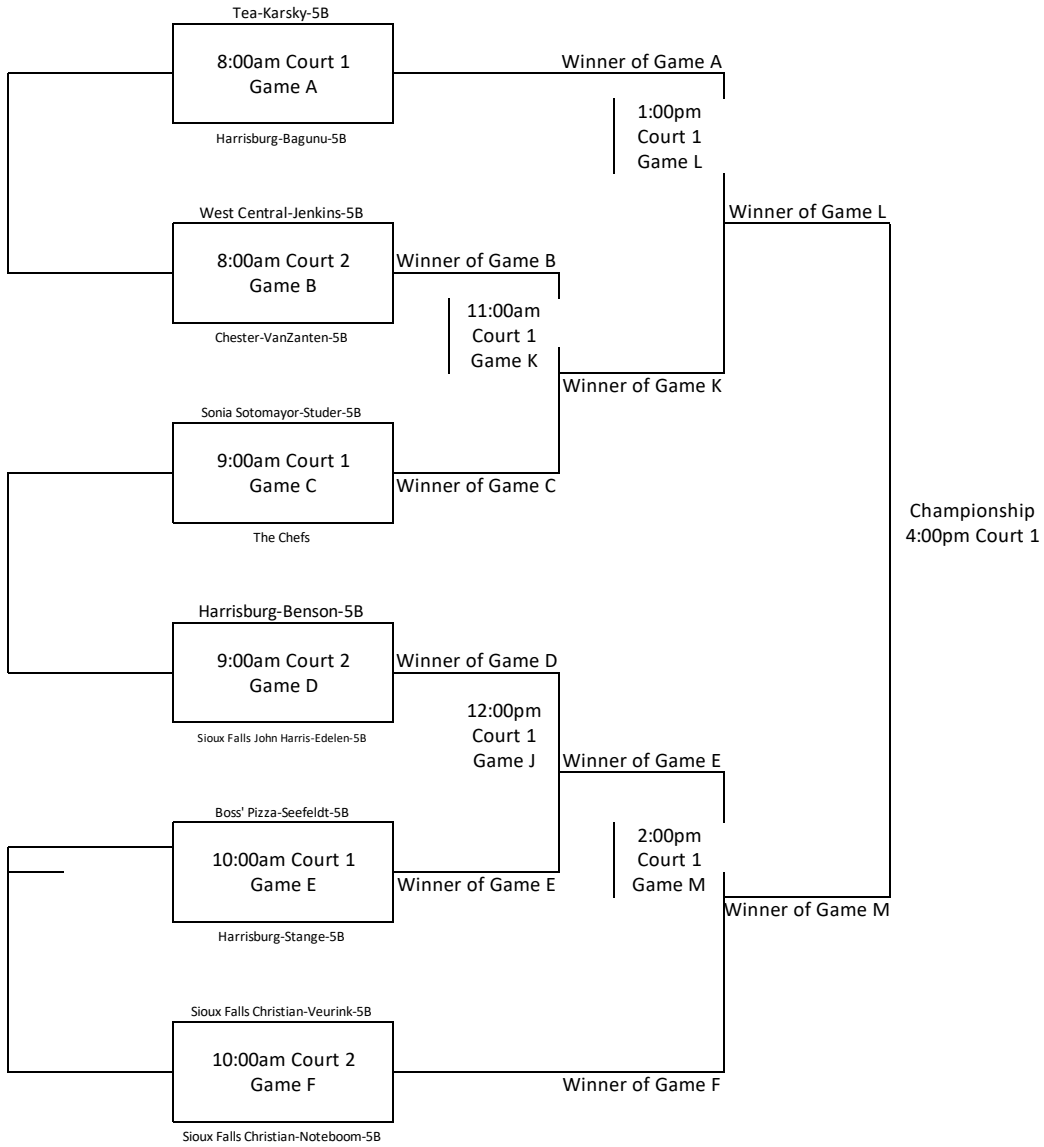 Tea-Karsky-5B
8:00am Court 1
Game A
Harrisburg-Bagunu-5B
Winner of Game A
1:00pm
Court 1
Game L
West Central-Jenkins-5B
8:00am Court 2
Game B
Chester-VanZanten-5B
Winner of Game B
11:00am
Court 1
Game K
Winner of Game L
Winner of Game K
Sonia Sotomayor-Studer-5B
9:00am Court 1
Game C
The Chefs
Winner of Game C
Championship
4:00pm Court 1
Harrisburg-Benson-5B
9:00am Court 2
Game D
Sioux Falls John Harris-Edelen-5B
Winner of Game D
12:00pm
Court 1
Game J
Winner of Game E
Boss' Pizza-Seefeldt-5B
10:00am Court 1
Game E
Harrisburg-Stange-5B
Winner of Game E
2:00pm
Court 1
Game M
Winner of Game M
Sioux Falls Christian-Veurink-5B
10:00am Court 2
Game F
Sioux Falls Christian-Noteboom-5B
Winner of Game F